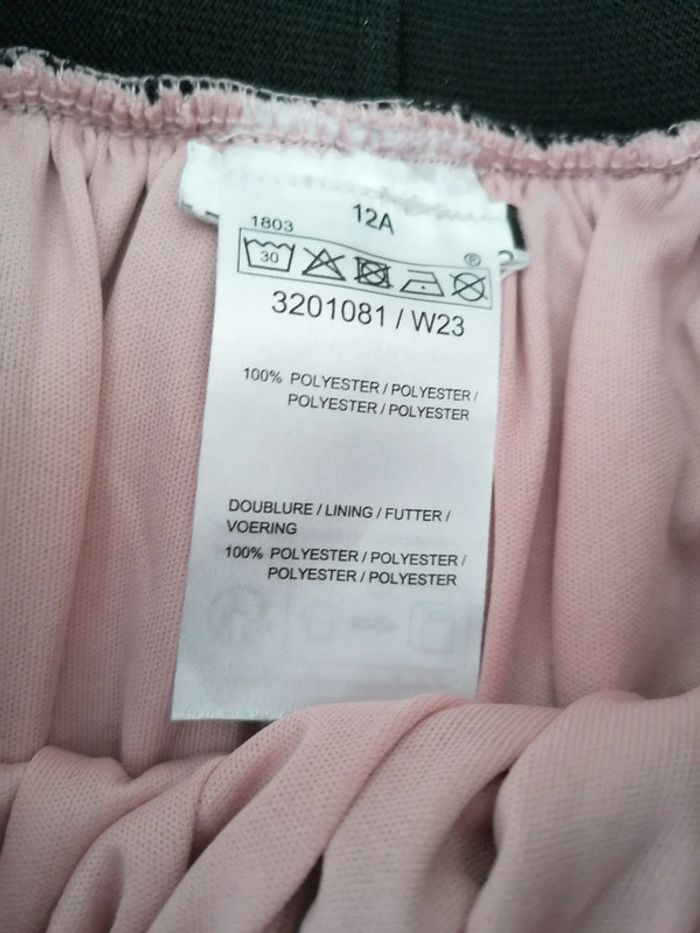 12A
1803
30
®
3201081 / W23
100% POLYESTER / POLYESTER /
POLYESTER / POLYESTER
DOUBLURE / LINING / FUTTER /
VOERING
100% POLYESTER / POLYESTER /
POLYESTER / POLYESTER